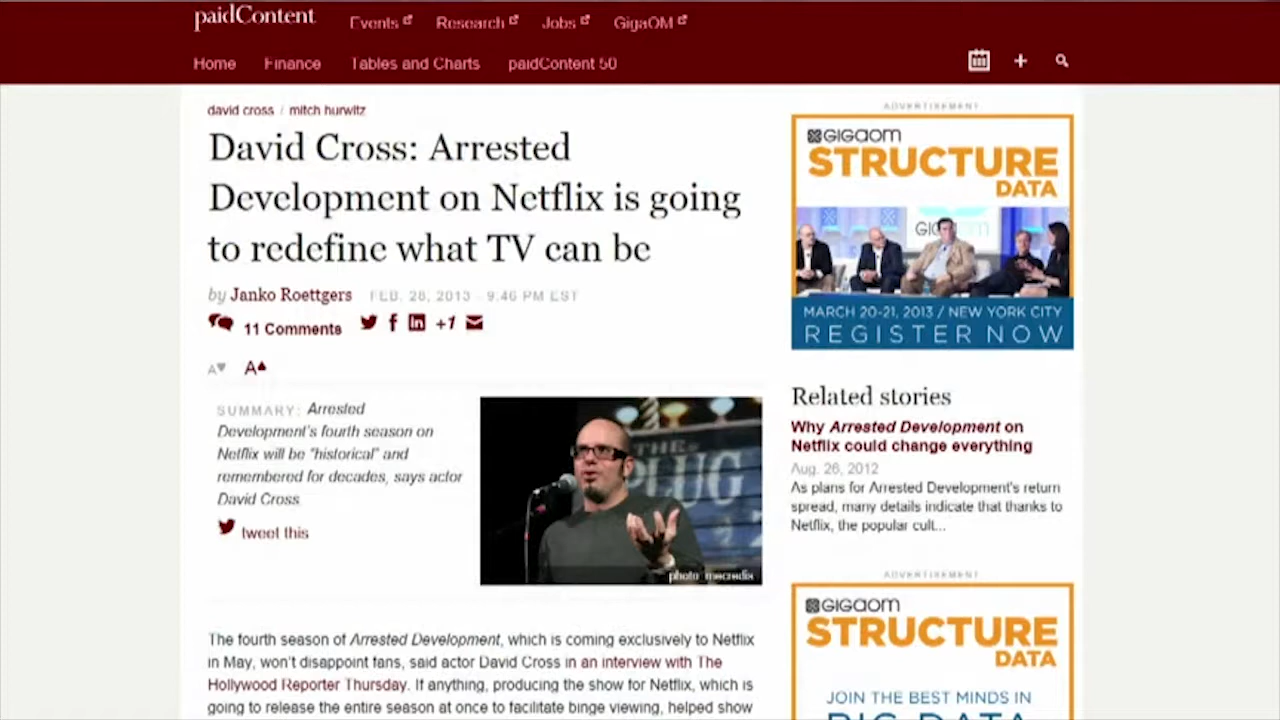 paidContent
Events
Research
Jobs
GigaOM
Home
Finance
Tables and Charts
paidContent 50
david cross / mitch hurwitz
David Cross: Arrested
Development on Netflix is going
to redefine what TV can be
by Janko Roettgers FEB. 28, 2013 - 9:46 PM EST
11 Comments
+1
A
A
SUMMARY: Arrested
Development's fourth season on
Netflix will be "historical" and
remembered for decades, says actor
David Cross
tweet this
THE
PLUG
photo: mecredis
The fourth season of Arrested Development, which is coming exclusively to Netflix
in May, won't disappoint fans, said actor David Cross in an interview with The
Hollywood Reporter Thursday. If anything, producing the show for Netflix, which is
going to release the entire season at once to facilitate binge viewing, helped show
ADVERTISEMENT
GIGAOM
STRUCTURE
DATA
MARCH 20-21, 2013 / NEW YORK CITY
REGISTER NOW
Related stories
Why Arrested Development on
Netflix could change everything
Aug. 26, 2012
As plans for Arrested Development's return
spread, many details indicate that thanks to
Netflix, the popular cult...
ADVERTISEMENT
GIGAOM
STRUCTURE
DATA
JOIN THE BEST MINDS IN
BIG DATA